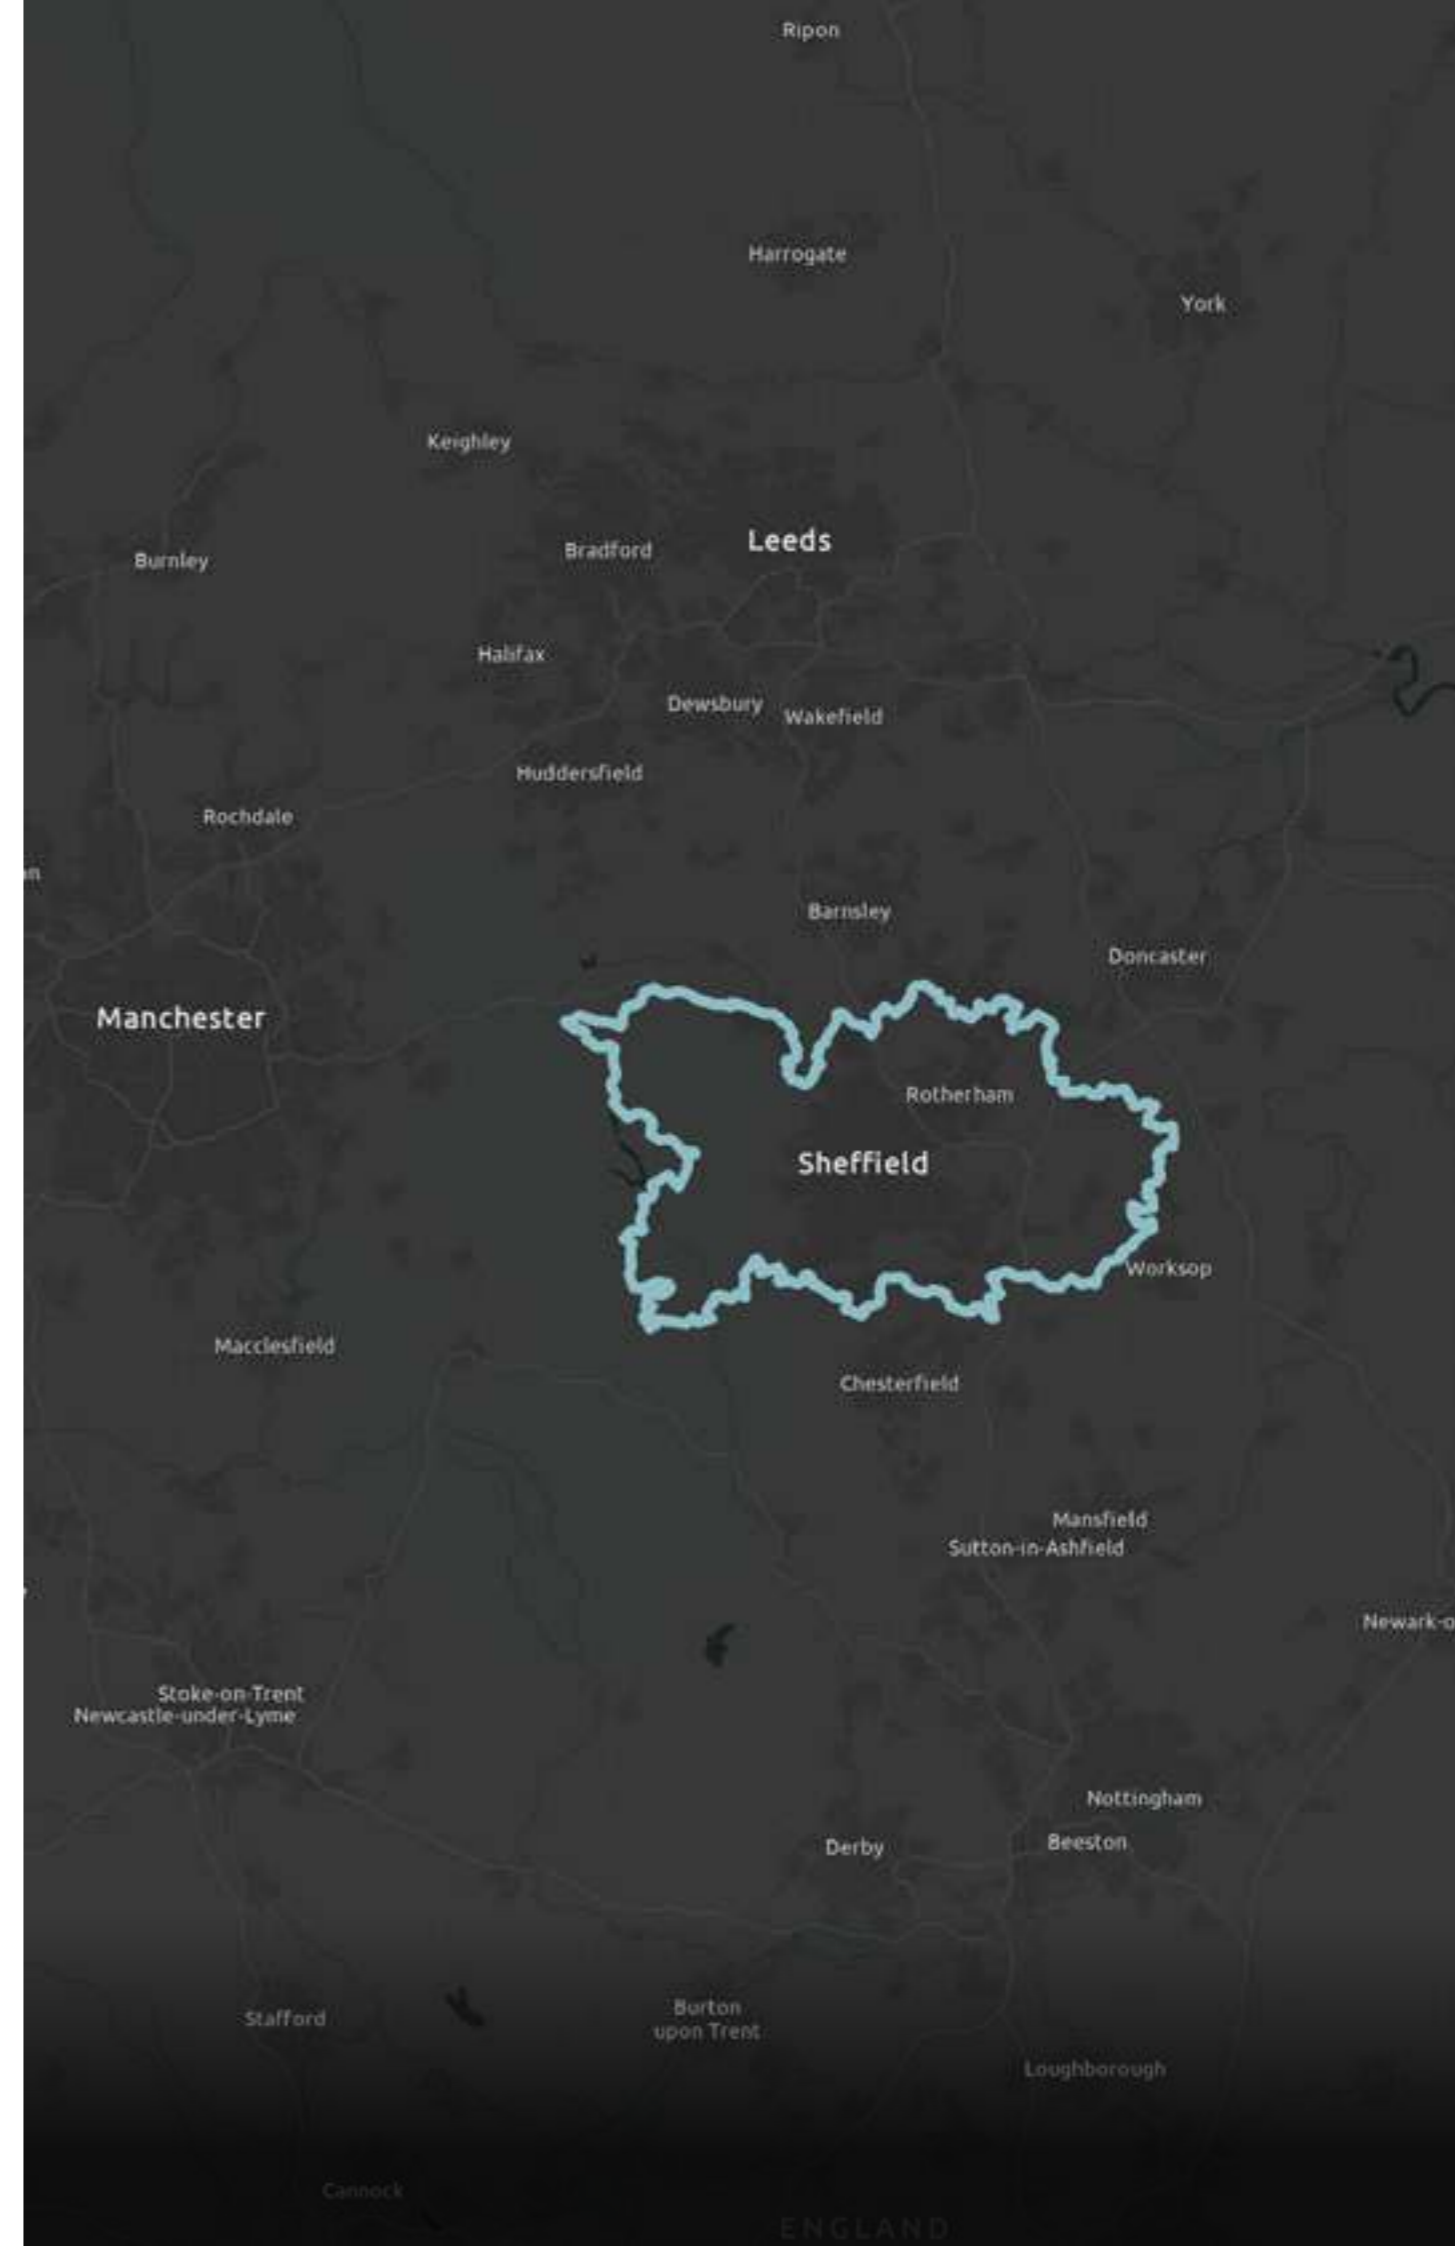 Ripon
Harrogate
York
Keighley
Leeds
Bradford
Burnley
Halifax
Dewsbury
Wakefield
Huddersfield
Rochdale
an
Barnsley
Doncaster
Manchester
Rotherham
Sheffield
Worksop
Macclesfield
Chesterfield
Mansfield
Sutton-in-Ashfield
Newark-o
Stoke-on-Trent
Newcastle-under-Lyme
Nottingham
Beeston
Derby
Burton
upon Trent
Stafford
Loughborough
Cannock
ENGLAND